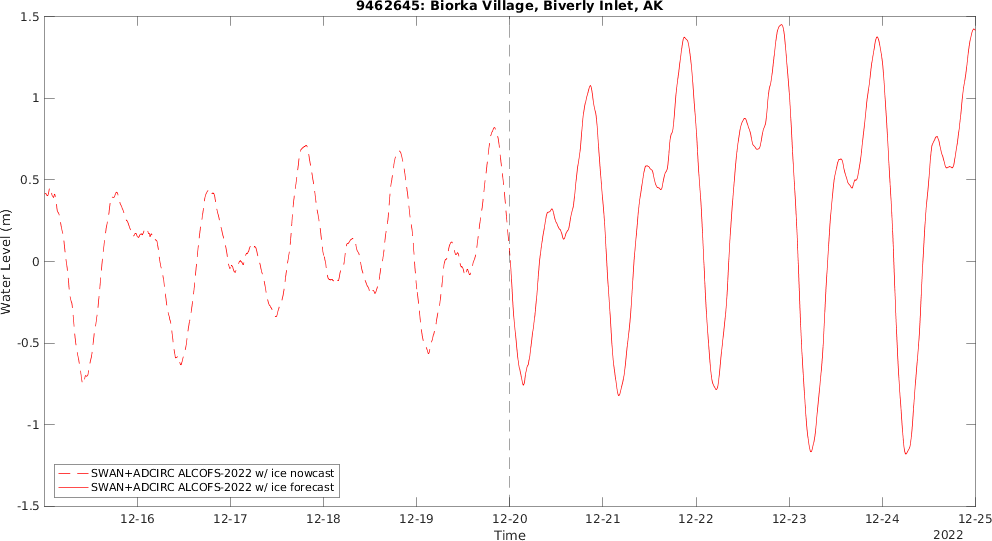 9462645: Biorka Village, Biverly Inlet, AK
1.5
1
0.5
0
-0.5
-1
-1.5
Water Level (m)
SWAN+ADCIRC ALCOFS-2022 w/ ice nowcast
SWAN+ADCIRC ALCOFS-2022 w/ ice forecast
12-16 12-17 12-18 12-19 12-20 12-21 12-22 12-23 12-24 12-25
Time
2022